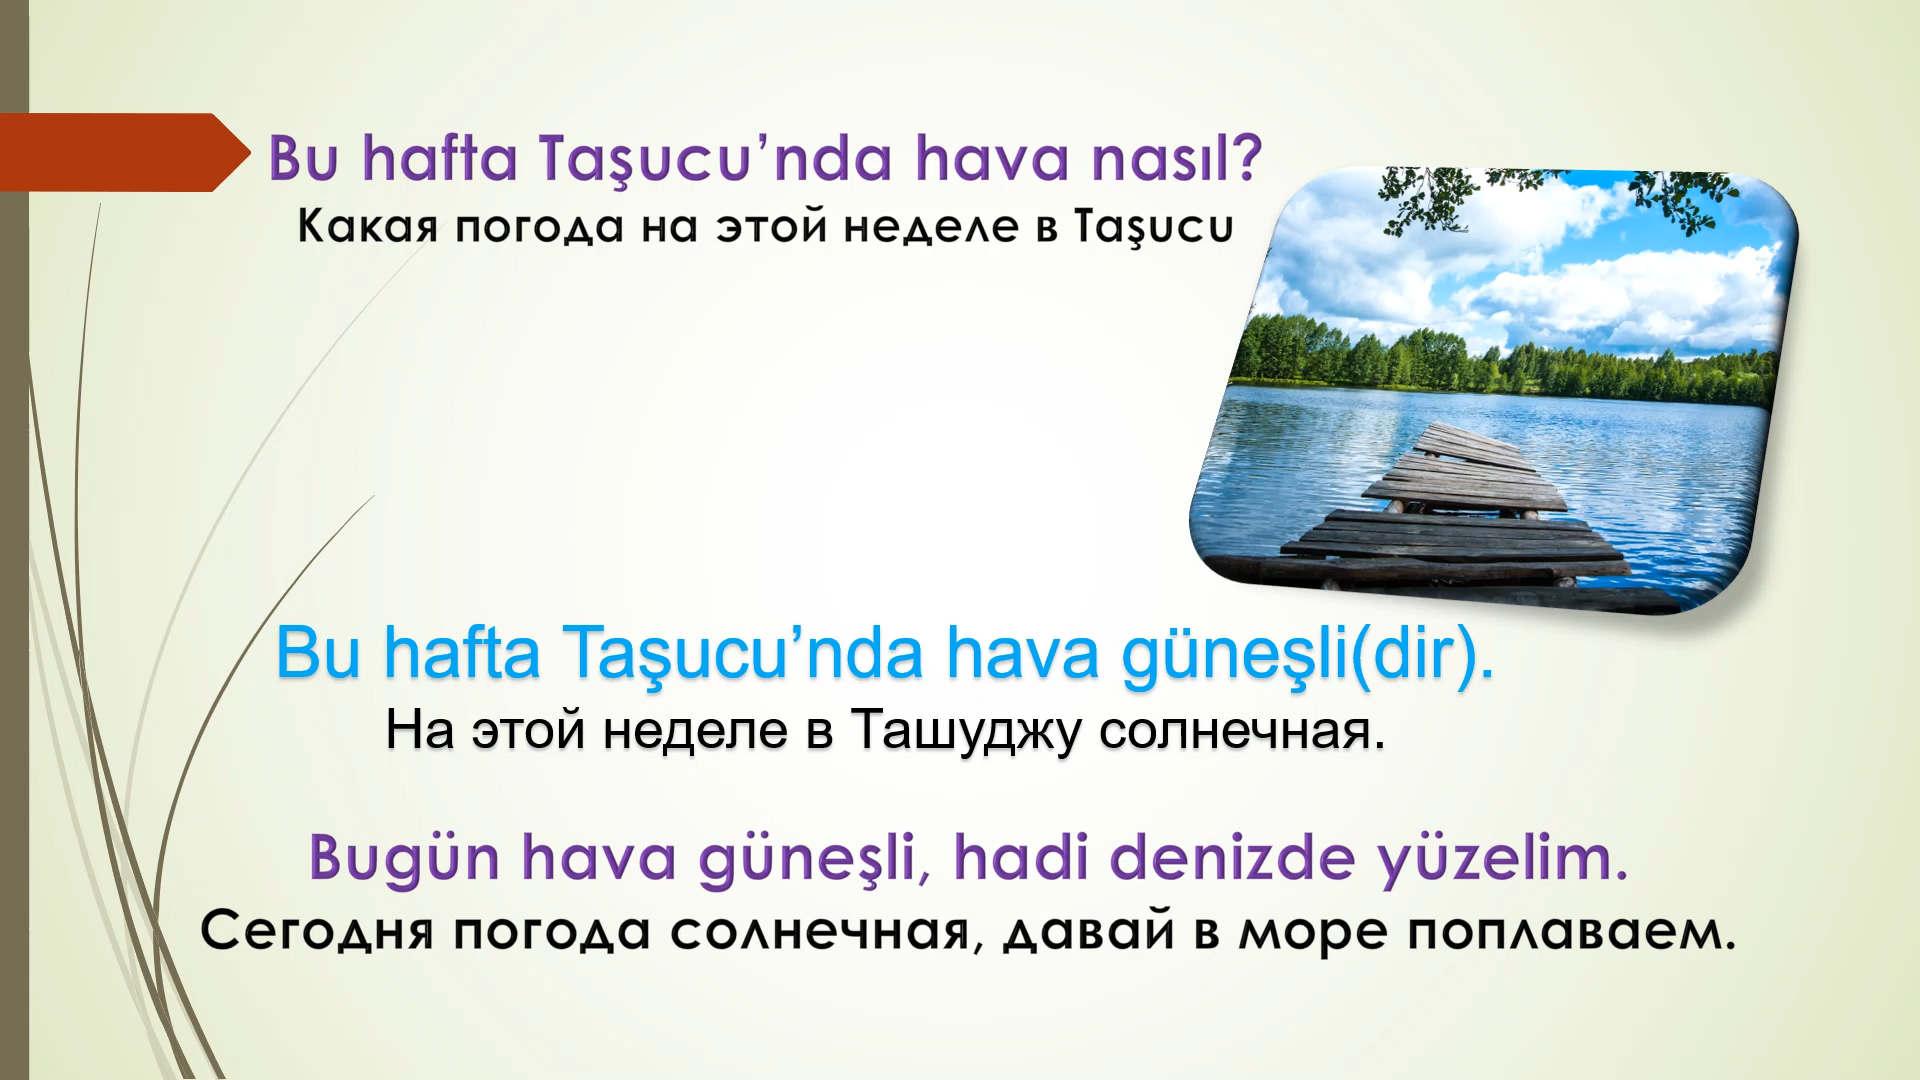 Bu hafta Taşucu’nda hava nasıl?
Какая погода на этой неделе в Taşucu
Bu hafta Taşucu’nda hava güneşli(dir).
На этой неделе в Ташуджу солнечная.
Bugün hava güneşli, hadi denizde yüzelim.
Сегодня погода солнечная, давай в море поплаваем.